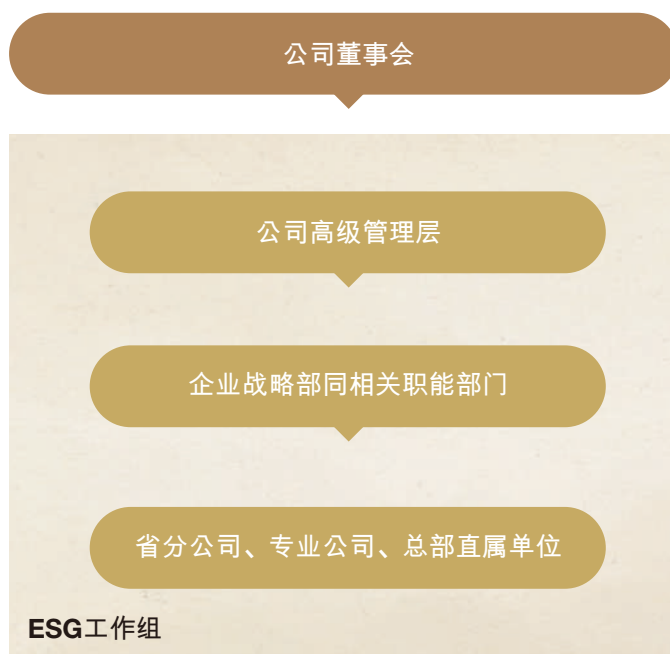 公司董事会
公司高级管理层
企业战略部同相关职能部门
省分公司、专业公司、总部直属单位
ESG工作组